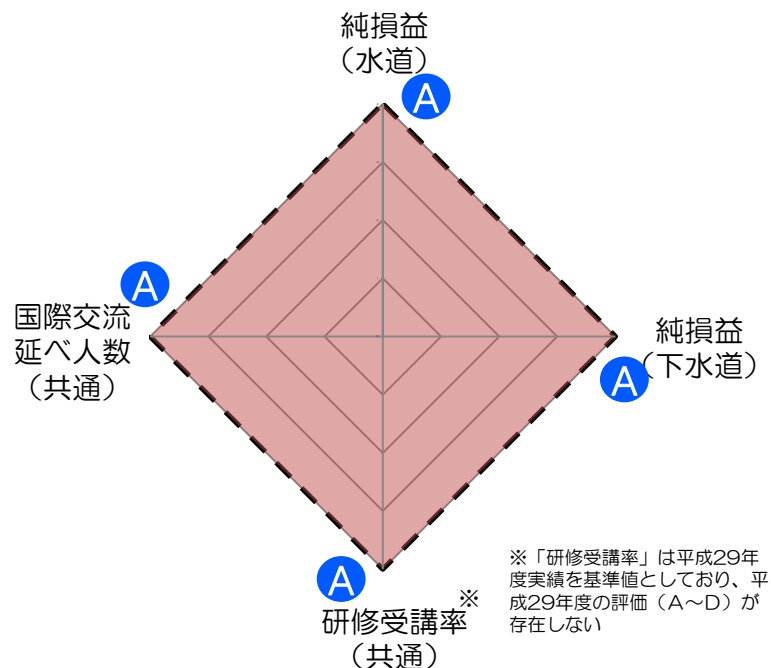 純損益
（水道）
A
A
国際交流
延べ人数
（共通）
純損益
（下水道）
A
A
※
研修受講率
（共通）
※「研修受講率」は平成29年
度実績を基準値としており、平
成29年度の評価（A～D）が
存在しない